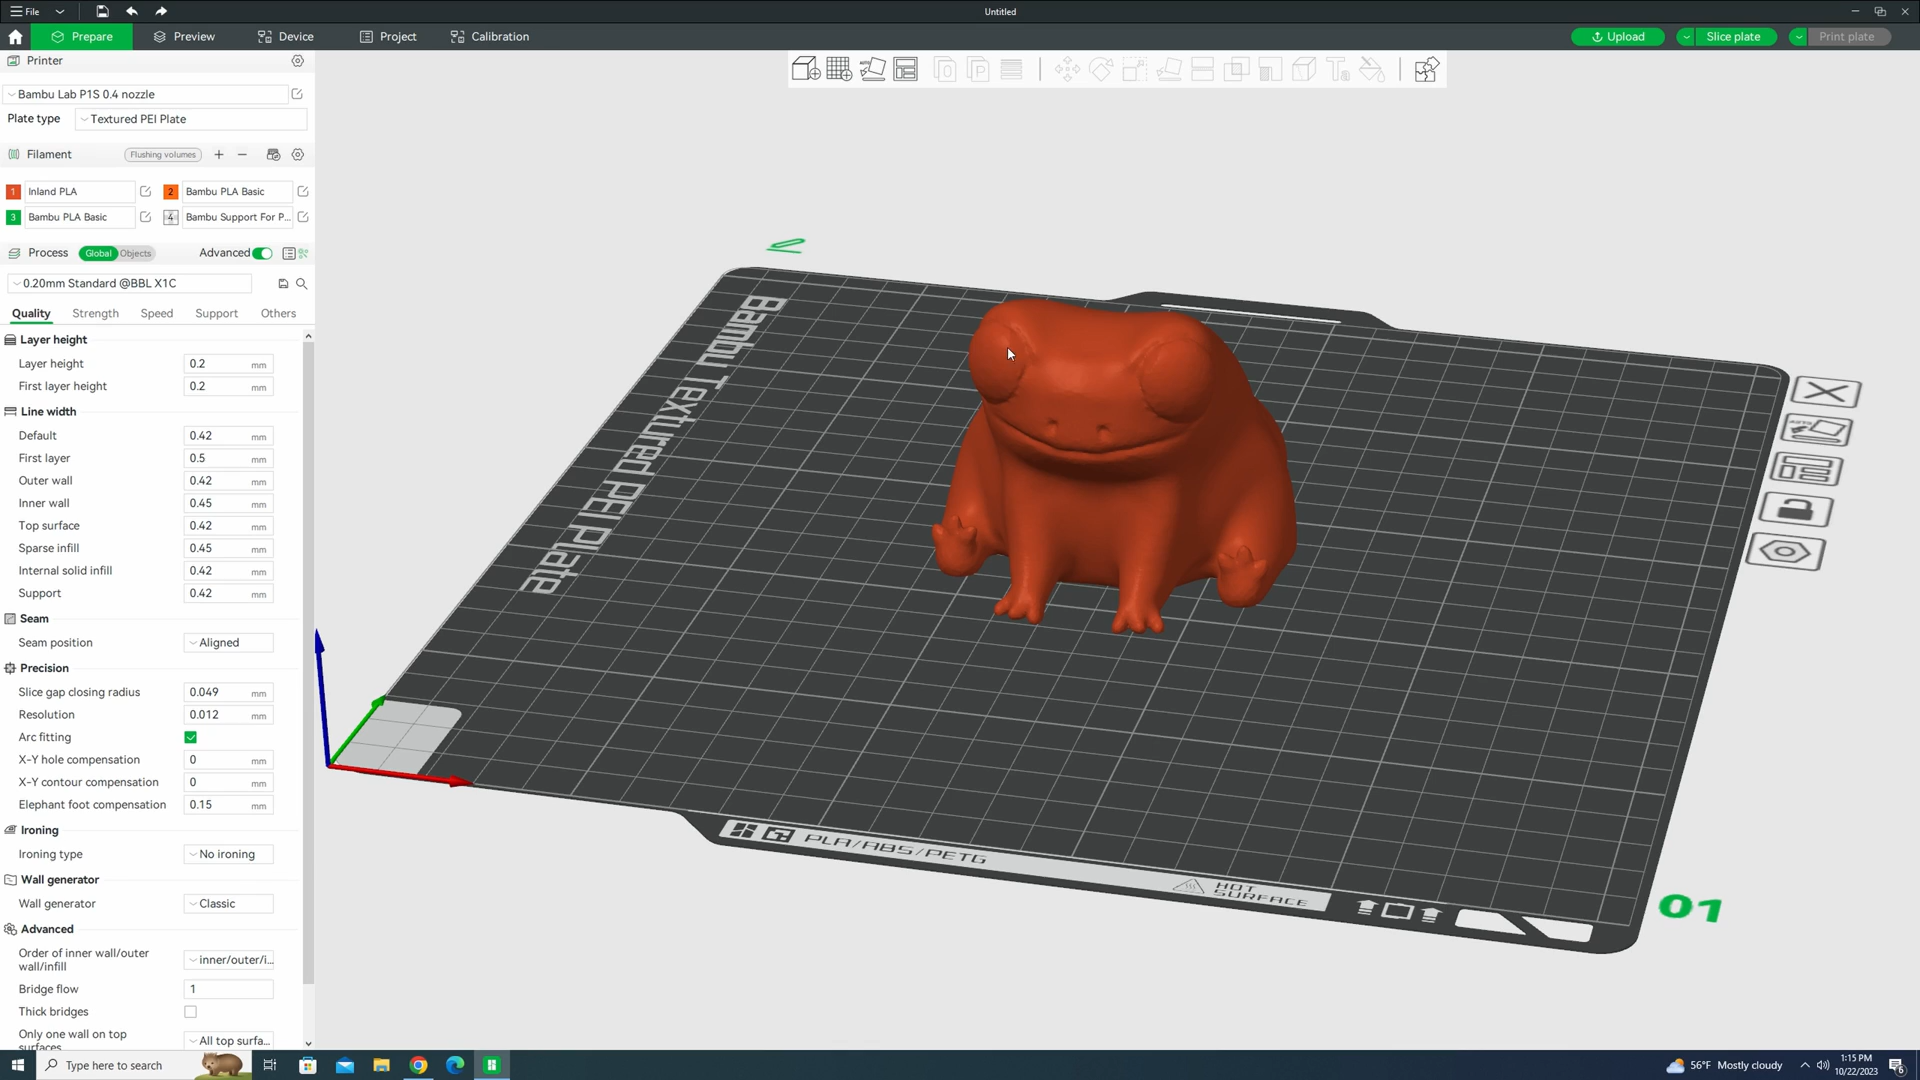 File
Untitled
Prepare
Preview
Device
Project
Calibration
Upload
Slice plate
Print plate
Printer
Bambu Lab P1S 0.4 nozzle
Plate type
Textured PEI Plate
Filament
Flushing volumes
1 Inland PLA
2 Bambu PLA Basic
3 Bambu PLA Basic
4 Bambu Support For P...
Process
Global
Objects
Advanced
0.20mm Standard @BBL X1C
Quality
Strength
Speed
Support
Others
Layer height
Layer height 0.2 mm
First layer height 0.2 mm
Line width
Default 0.42 mm
First layer 0.5 mm
Outer wall 0.42 mm
Inner wall 0.45 mm
Top surface 0.42 mm
Sparse infill 0.45 mm
Internal solid infill 0.42 mm
Support 0.42 mm
Seam
Seam position Aligned
Precision
Slice gap closing radius 0.049 mm
Resolution 0.012 mm
Arc fitting
X-Y hole compensation 0 mm
X-Y contour compensation 0 mm
Elephant foot compensation 0.15 mm
Ironing
Ironing type No ironing
Wall generator
Wall generator Classic
Advanced
Order of inner wall/outer
wall/infill
inner/outer/i...
Bridge flow 1
Thick bridges
Only one wall on top
surfaces
All top surfa...
Bambu Textured PEI Plate
AUTO
PLA/ABS/PETG
HOT
SURFACE
01
Type here to search
56°F Mostly cloudy
1:15 PM
10/22/2023
6